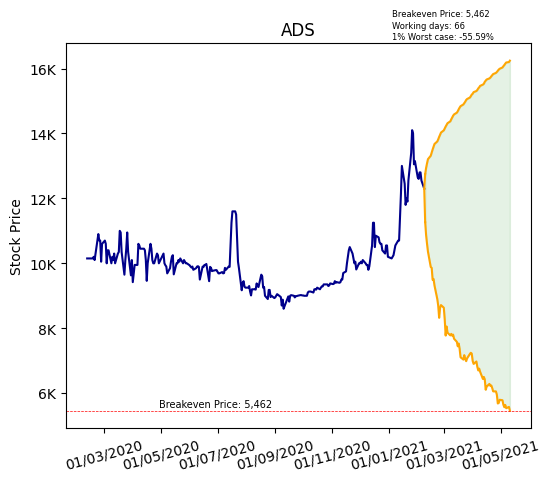 Breakeven Price: 5,462
Working days: 66
1% Worst case: -55.59%
ADS
Stock Price
16K
14K
12K
10K
8K
6K
Breakeven Price: 5,462
01/03/2020
01/05/2020
01/07/2020
01/09/2020
01/11/2020
01/01/2021
01/03/2021
01/05/2021